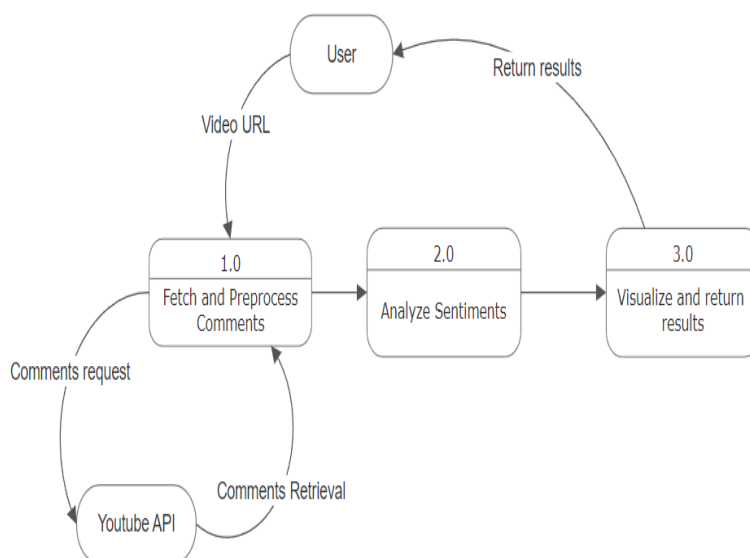 User
Return results
Video URL
1.0
Fetch and Preprocess
Comments
2.0
Analyze Sentiments
3.0
Visualize and return
results
Comments request
Comments Retrieval
Youtube API